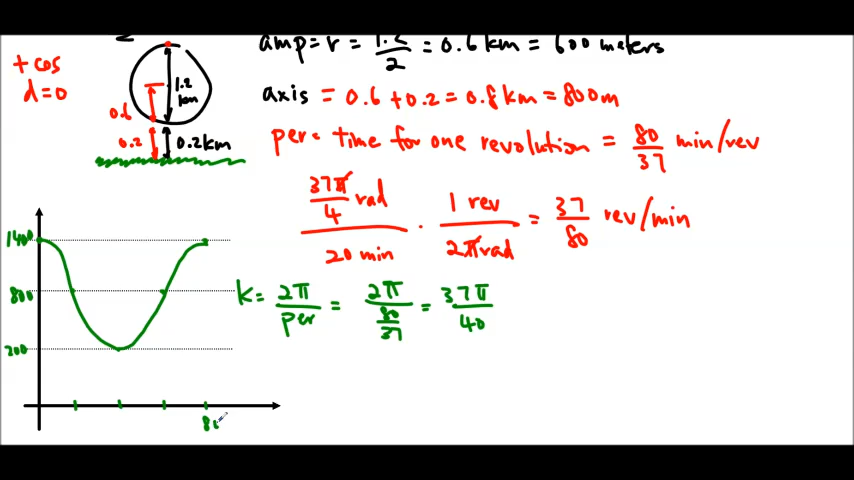 amp = r = 1.2/2 = 0.6 km = 600 meters
+ cos
d = 0
1.2 km
0.6
0.2
0.2 km
axis = 0.6 + 0.2 = 0.8 km = 800 m
per = time for one revolution = 80/37 min/rev
37π/4 rad / 20 min · 1 rev / 2π rad = 37/80 rev/min
k = 2π/per = 2π/(80/37) = 37π/40
1400
800
200